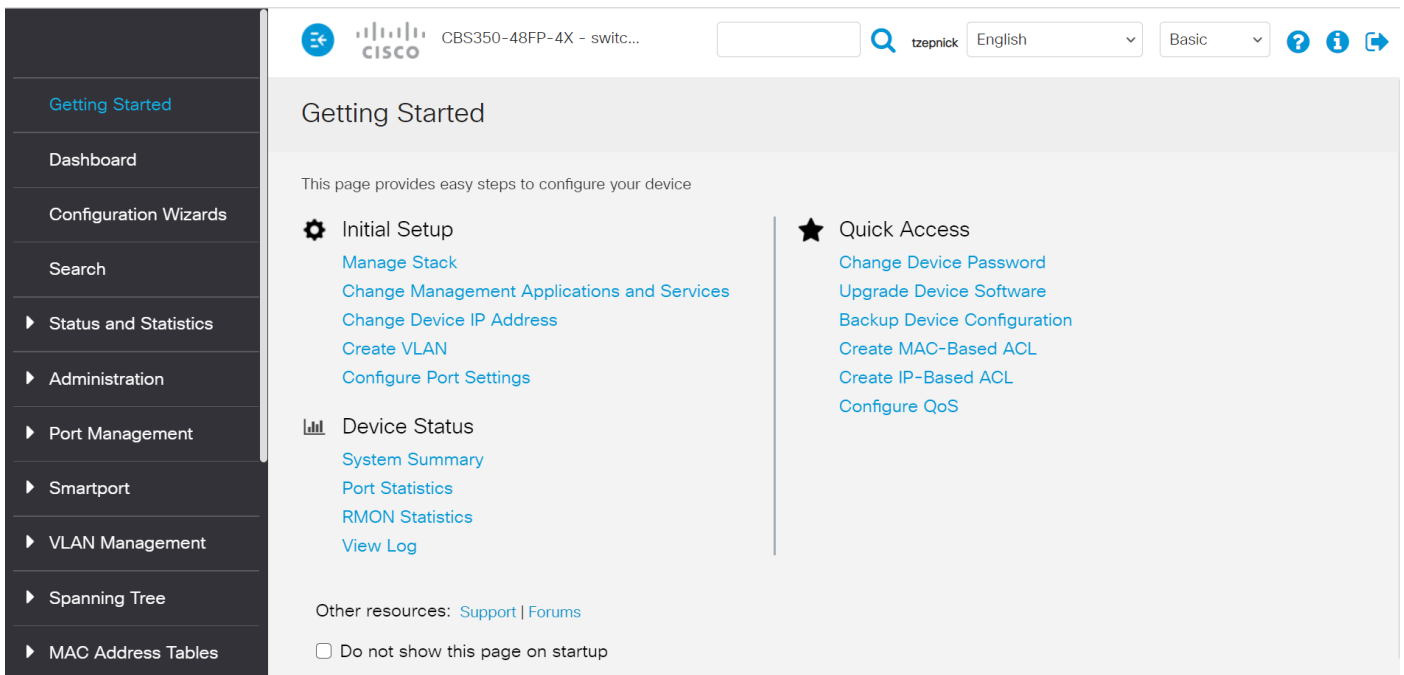 CISCO
CBS350-48FP-4X - switc...
tzepnick
English
Basic
Getting Started
Dashboard
Configuration Wizards
Search
Status and Statistics
Administration
Port Management
Smartport
VLAN Management
Spanning Tree
MAC Address Tables
Getting Started
This page provides easy steps to configure your device
Initial Setup
Manage Stack
Change Management Applications and Services
Change Device IP Address
Create VLAN
Configure Port Settings
Device Status
System Summary
Port Statistics
RMON Statistics
View Log
Quick Access
Change Device Password
Upgrade Device Software
Backup Device Configuration
Create MAC-Based ACL
Create IP-Based ACL
Configure QoS
Other resources: Support | Forums
Do not show this page on startup